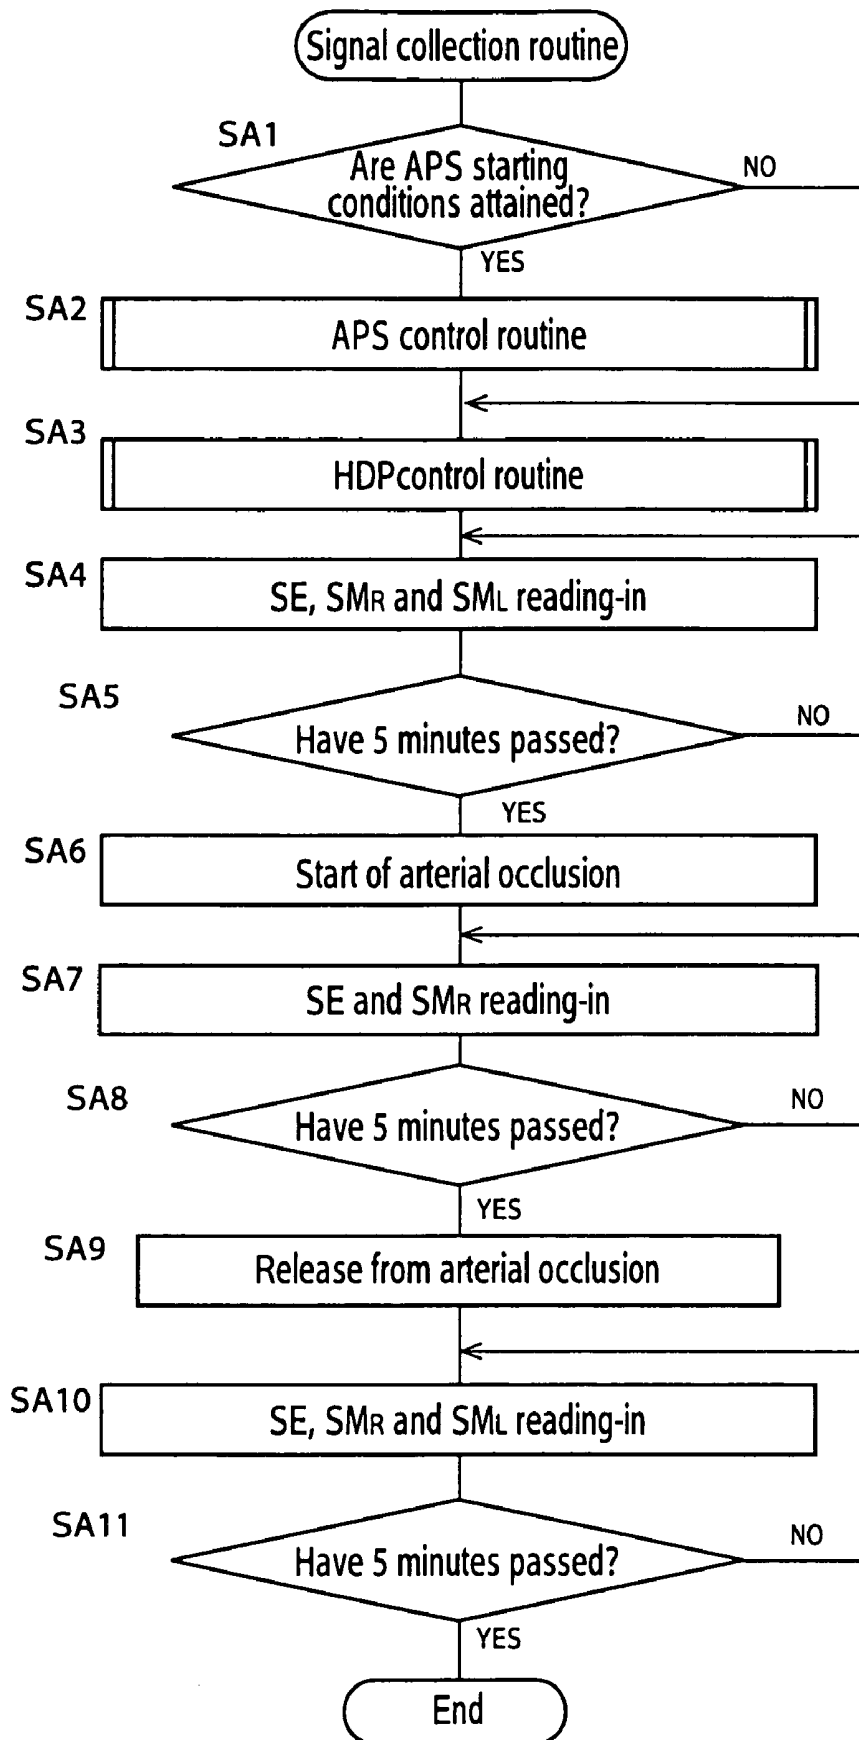 Signal collection routine
SA1
Are APS starting
conditions attained?
NO
YES
SA2
APS control routine
SA3
HDPcontrol routine
SA4
SE, SMR and SML reading-in
SA5
Have 5 minutes passed?
NO
YES
SA6
Start of arterial occlusion
SA7
SE and SMR reading-in
SA8
Have 5 minutes passed?
NO
YES
SA9
Release from arterial occlusion
SA10
SE, SMR and SML reading-in
SA11
Have 5 minutes passed?
NO
YES
End